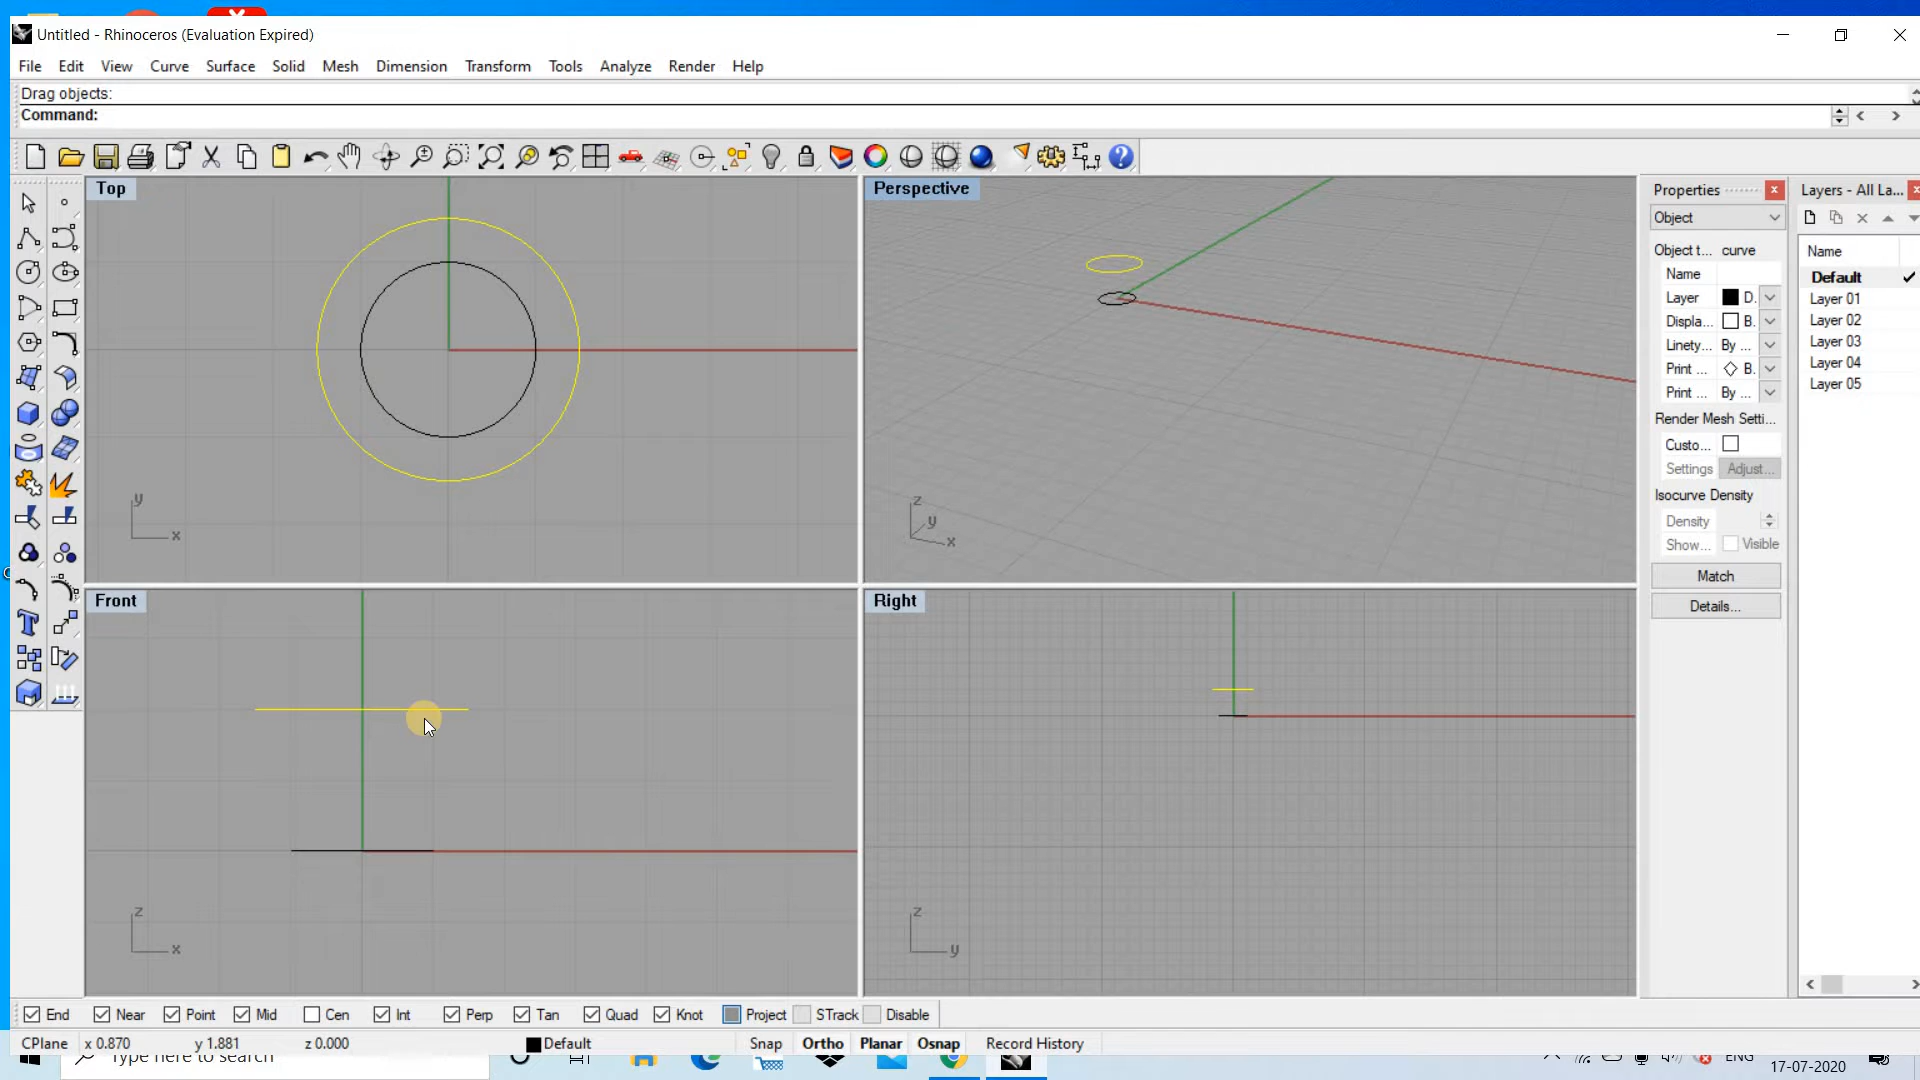 Untitled - Rhinoceros (Evaluation Expired)
File Edit View Curve Surface Solid Mesh Dimension Transform Tools Analyze Render Help
Drag objects:
Command:
Top
Perspective
Properties
Layers - All La...
Object
Object t... curve
Name
Name
Default
Layer D.
Layer 01
Displa... B.
Layer 02
Linety... By ...
Layer 03
Print ... B.
Layer 04
Print ... By ...
Layer 05
Render Mesh Setti...
Custo...
Settings Adjust...
Isocurve Density
Density
Show... Visible
Match
Details...
y
x
z
y
x
Front
Right
z
x
z
y
End Near Point Mid Cen Int Perp Tan Quad Knot Project STrack Disable
CPlane x 0.870 y 1.881 z 0.000 Default Snap Ortho Planar Osnap Record History
Type here to search
ENG
17-07-2020